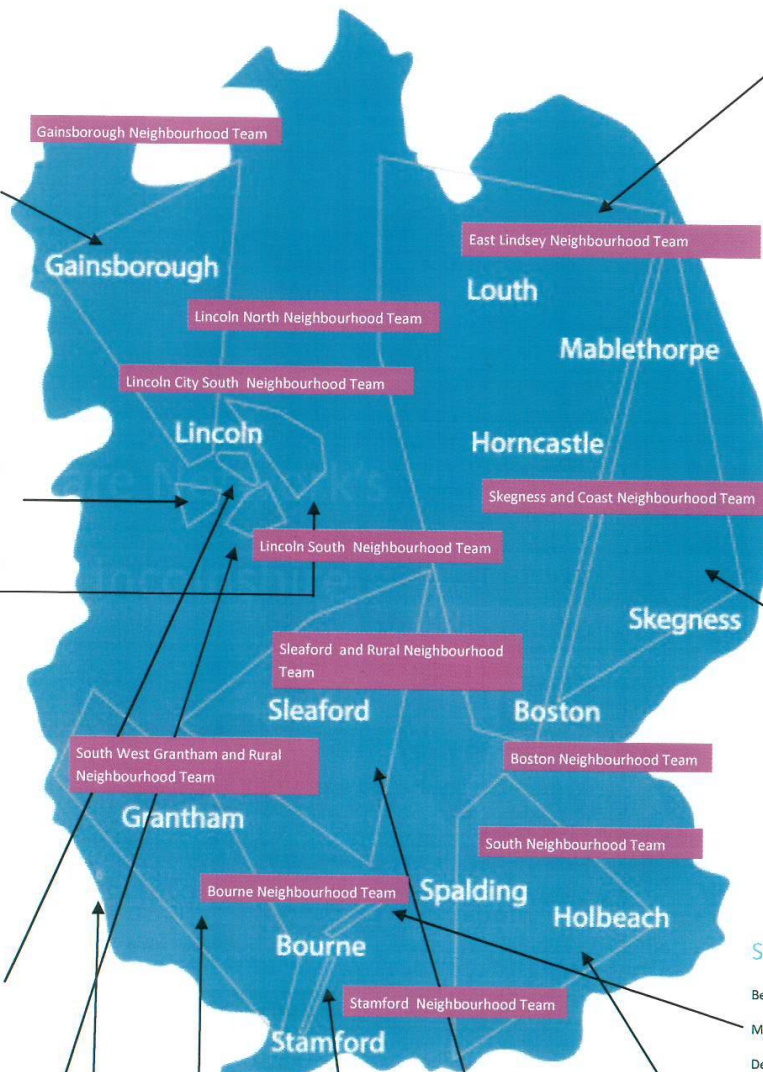 Gainsborough Neighbourhood Team
East Lindsey Neighbourhood Team
Gainsborough
Louth
Lincoln North Neighbourhood Team
Mablethorpe
Lincoln City South Neighbourhood Team
Lincoln
Horncastle
Skegness and Coast Neighbourhood Team
Lincoln South Neighbourhood Team
Skegness
Sleaford and Rural Neighbourhood
Team
Sleaford
Boston
South West Grantham and Rural
Neighbourhood Team
Boston Neighbourhood Team
Grantham
South Neighbourhood Team
Bourne Neighbourhood Team
Spalding
Holbeach
Bourne
S
Be
Stamford Neighbourhood Team
M
Stamford
De